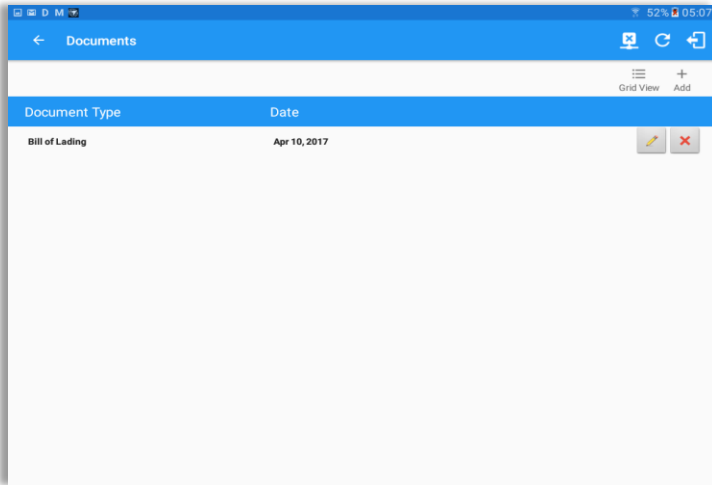 D M 52% 05:07
Documents
Grid View Add
Document Type Date
Bill of Lading Apr 10, 2017